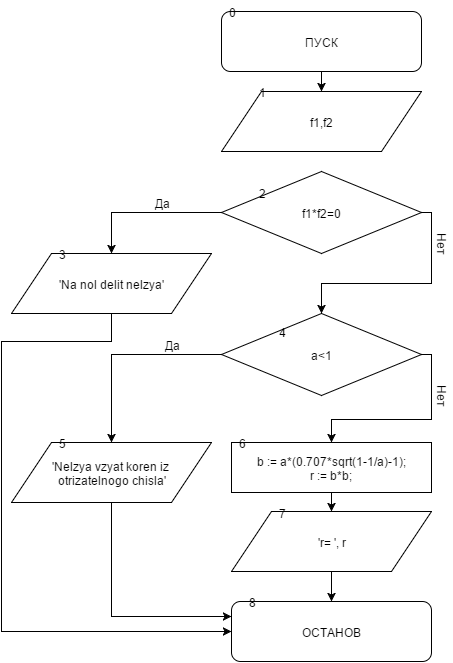 0
ПУСК
1
f1,f2
2
f1*f2=0
Да
Нет
3
'Na nol delit nelzya'
4
a<1
Да
Нет
5
'Nelzya vzyat koren iz
otrizatelnogo chisla'
6
b := a*(0.707*sqrt(1-1/a)-1);
r := b*b;
7
'r= ', r
8
ОСТАНОВ